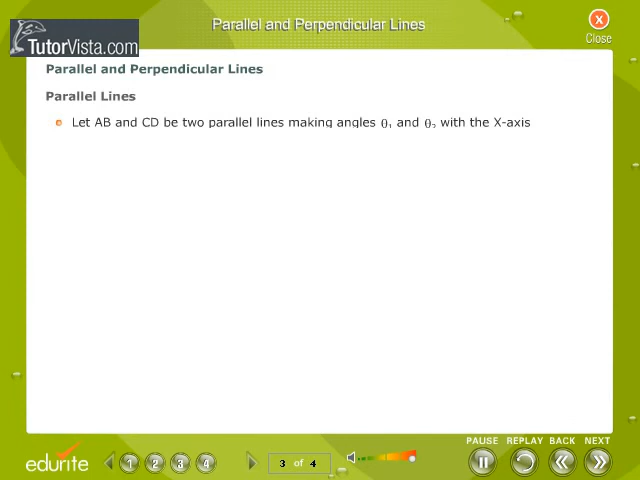 Parallel and Perpendicular Lines
X
Close
TutorVista.com
Parallel and Perpendicular Lines
Parallel Lines
Let AB and CD be two parallel lines making angles θ₁ and θ₂ with the X-axis
PAUSE REPLAY BACK NEXT
edurite 1 2 3 4 3 of 4